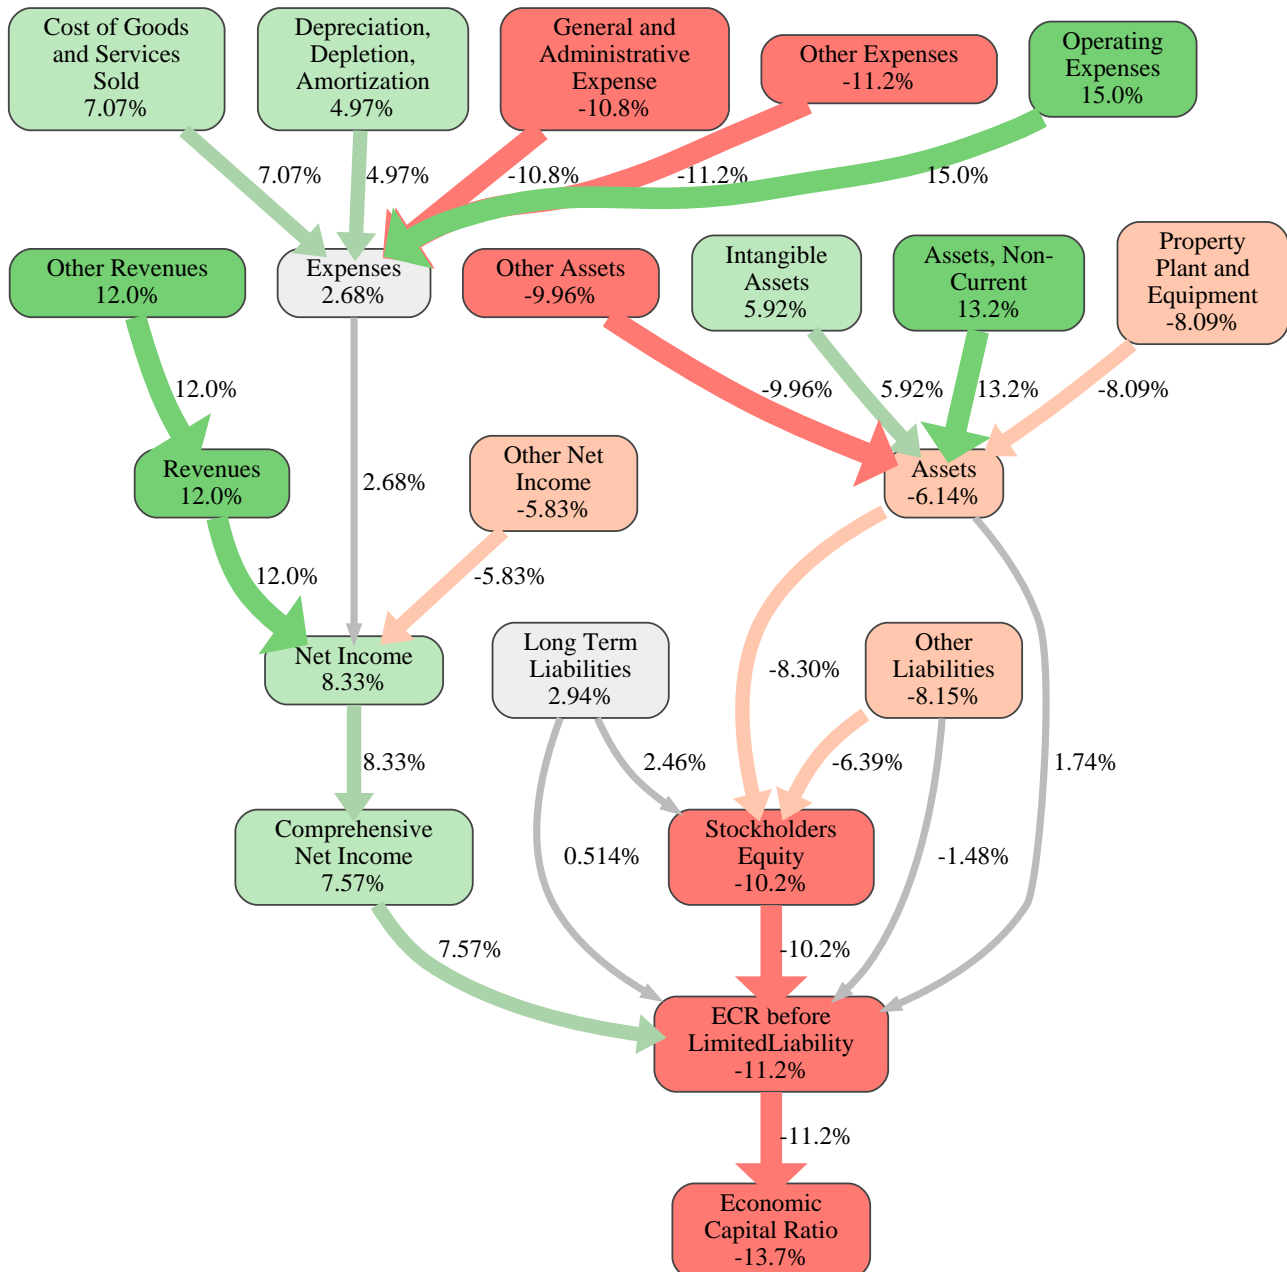 Cost of Goods
and Services
Sold
7.07%
Depreciation,
Depletion,
Amortization
4.97%
General and
Administrative
Expense
-10.8%
Other Expenses
-11.2%
Operating
Expenses
15.0%
7.07%
4.97%
-10.8%
-11.2%
15.0%
Other Revenues
12.0%
Expenses
2.68%
Other Assets
-9.96%
Intangible
Assets
5.92%
Assets, Non-
Current
13.2%
Property
Plant and
Equipment
-8.09%
12.0%
-9.96%
5.92%
13.2%
-8.09%
Revenues
12.0%
2.68%
Other Net
Income
-5.83%
Assets
-6.14%
12.0%
-5.83%
Net Income
8.33%
Long Term
Liabilities
2.94%
-8.30%
Other
Liabilities
-8.15%
8.33%
2.46%
-6.39%
1.74%
Comprehensive
Net Income
7.57%
0.514%
Stockholders
Equity
-10.2%
-1.48%
7.57%
-10.2%
ECR before
LimitedLiability
-11.2%
-11.2%
Economic
Capital Ratio
-13.7%